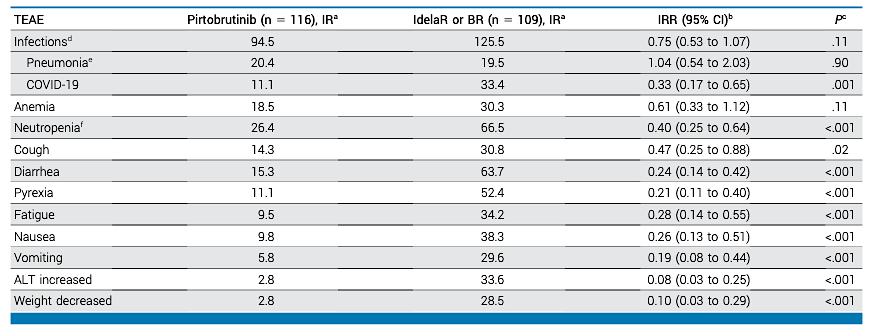 TEAE Pirtobrutinib (n = 116), IRᵃ IdelaR or BR (n = 109), IRᵃ IRR (95% CI)ᵇ Pᶜ
Infectionsᵈ 94.5 125.5 0.75 (0.53 to 1.07) .11
Pneumoniaᵉ 20.4 19.5 1.04 (0.54 to 2.03) .90
COVID-19 11.1 33.4 0.33 (0.17 to 0.65) .001
Anemia 18.5 30.3 0.61 (0.33 to 1.12) .11
Neutropeniaᶠ 26.4 66.5 0.40 (0.25 to 0.64) <.001
Cough 14.3 30.8 0.47 (0.25 to 0.88) .02
Diarrhea 15.3 63.7 0.24 (0.14 to 0.42) <.001
Pyrexia 11.1 52.4 0.21 (0.11 to 0.40) <.001
Fatigue 9.5 34.2 0.28 (0.14 to 0.55) <.001
Nausea 9.8 38.3 0.26 (0.13 to 0.51) <.001
Vomiting 5.8 29.6 0.19 (0.08 to 0.44) <.001
ALT increased 2.8 33.6 0.08 (0.03 to 0.25) <.001
Weight decreased 2.8 28.5 0.10 (0.03 to 0.29) <.001